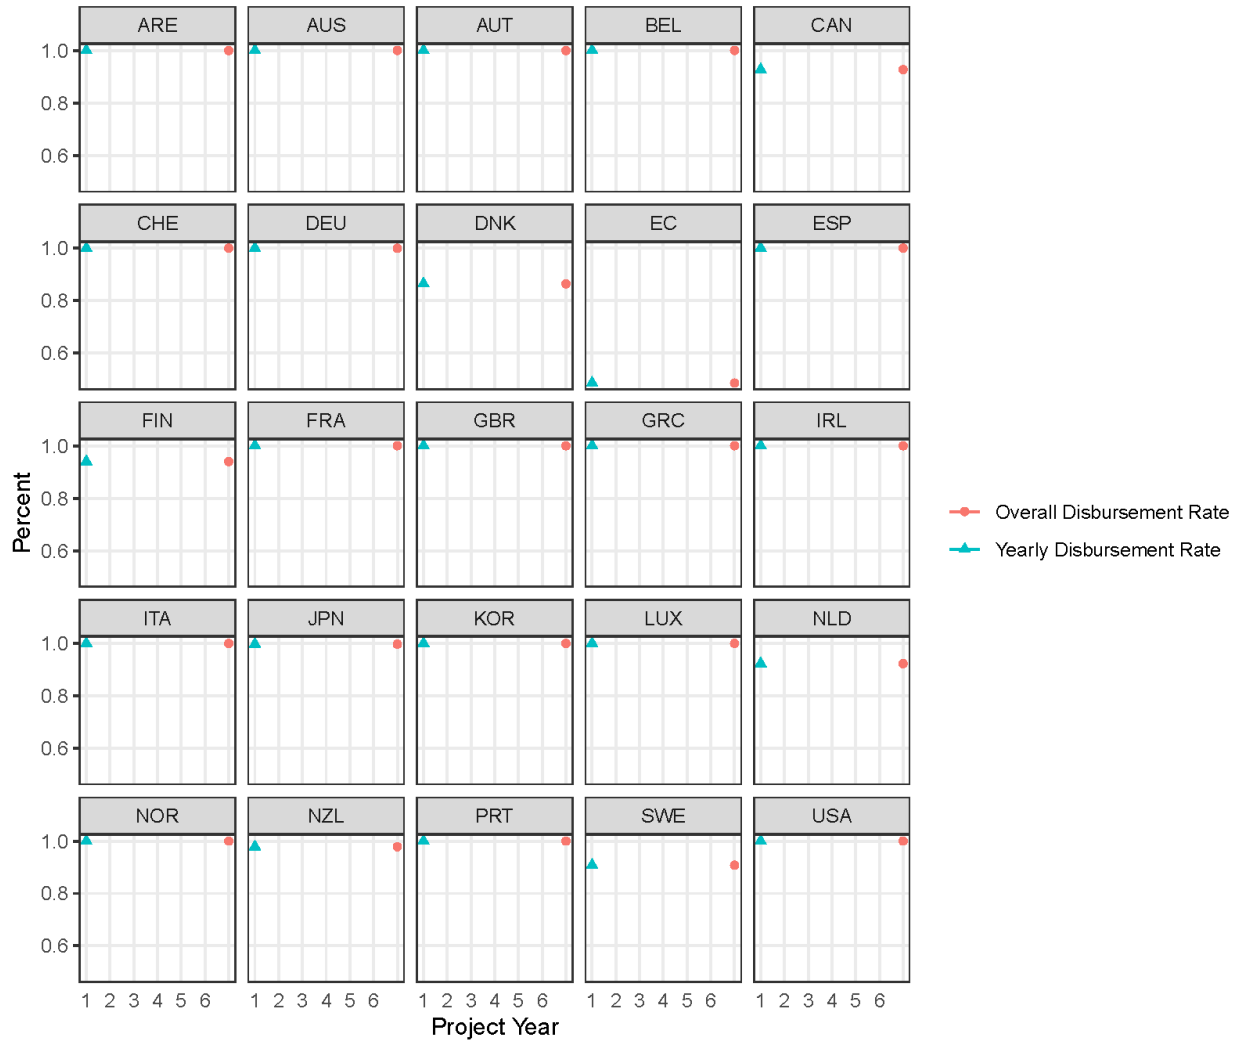 ARE AUS AUT BEL CAN
1.0
0.8
0.6
CHE DEU DNK EC ESP
1.0
0.8
0.6
FIN FRA GBR GRC IRL
1.0
0.8
0.6
Percent
Overall Disbursement Rate
Yearly Disbursement Rate
ITA JPN KOR LUX NLD
1.0
0.8
0.6
NOR NZL PRT SWE USA
1.0
0.8
0.6
1 2 3 4 5 6 1 2 3 4 5 6 1 2 3 4 5 6 1 2 3 4 5 6 1 2 3 4 5 6
Project Year